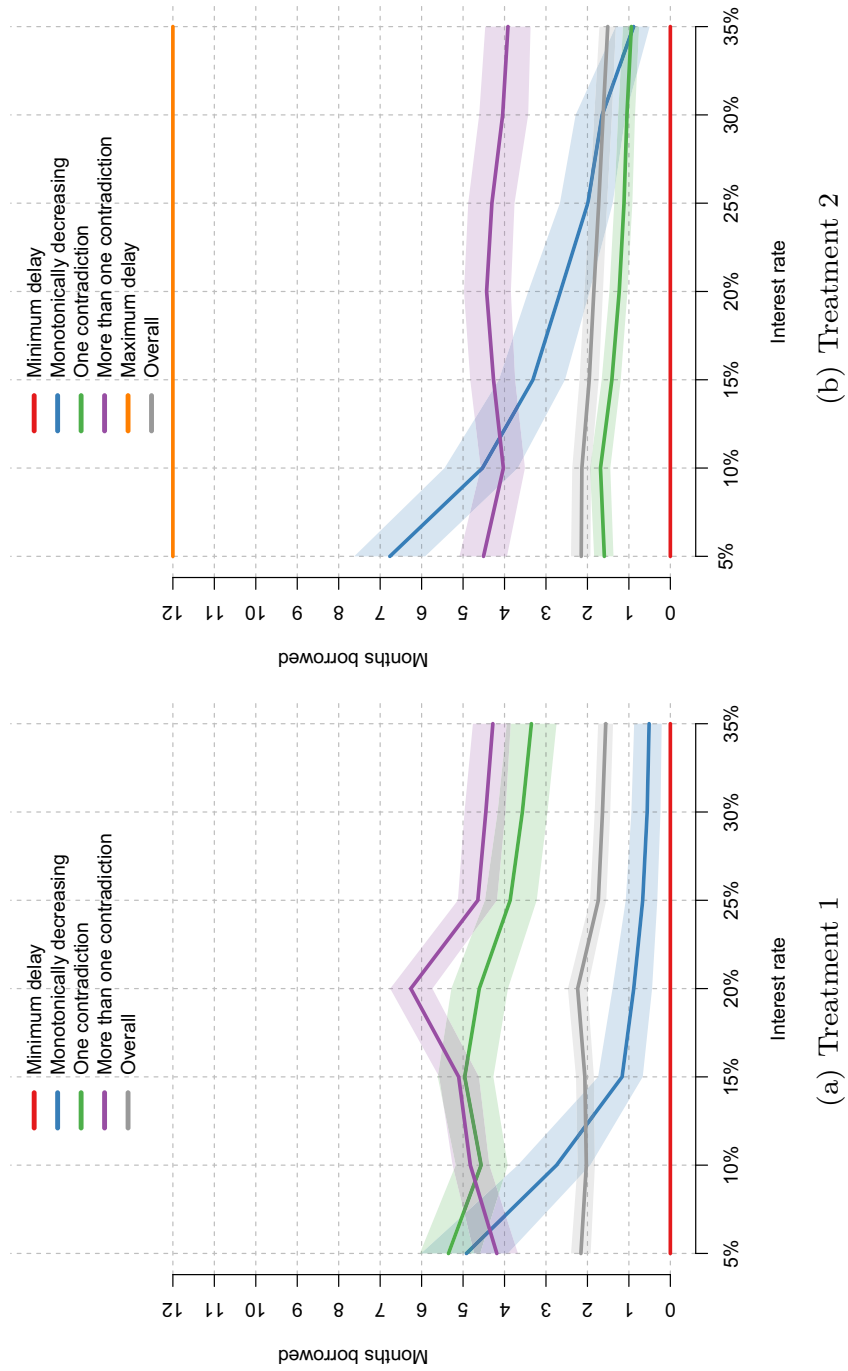 Minimum delay
Monotonically decreasing
One contradiction
More than one contradiction
Overall
Months borrowed
12
11
10
9
8
7
6
5
4
3
2
1
0
5%
10%
15%
20%
25%
30%
35%
Interest rate
(a) Treatment 1
Minimum delay
Monotonically decreasing
One contradiction
More than one contradiction
Maximum delay
Overall
Months borrowed
12
11
10
9
8
7
6
5
4
3
2
1
0
5%
10%
15%
20%
25%
30%
35%
Interest rate
(b) Treatment 2